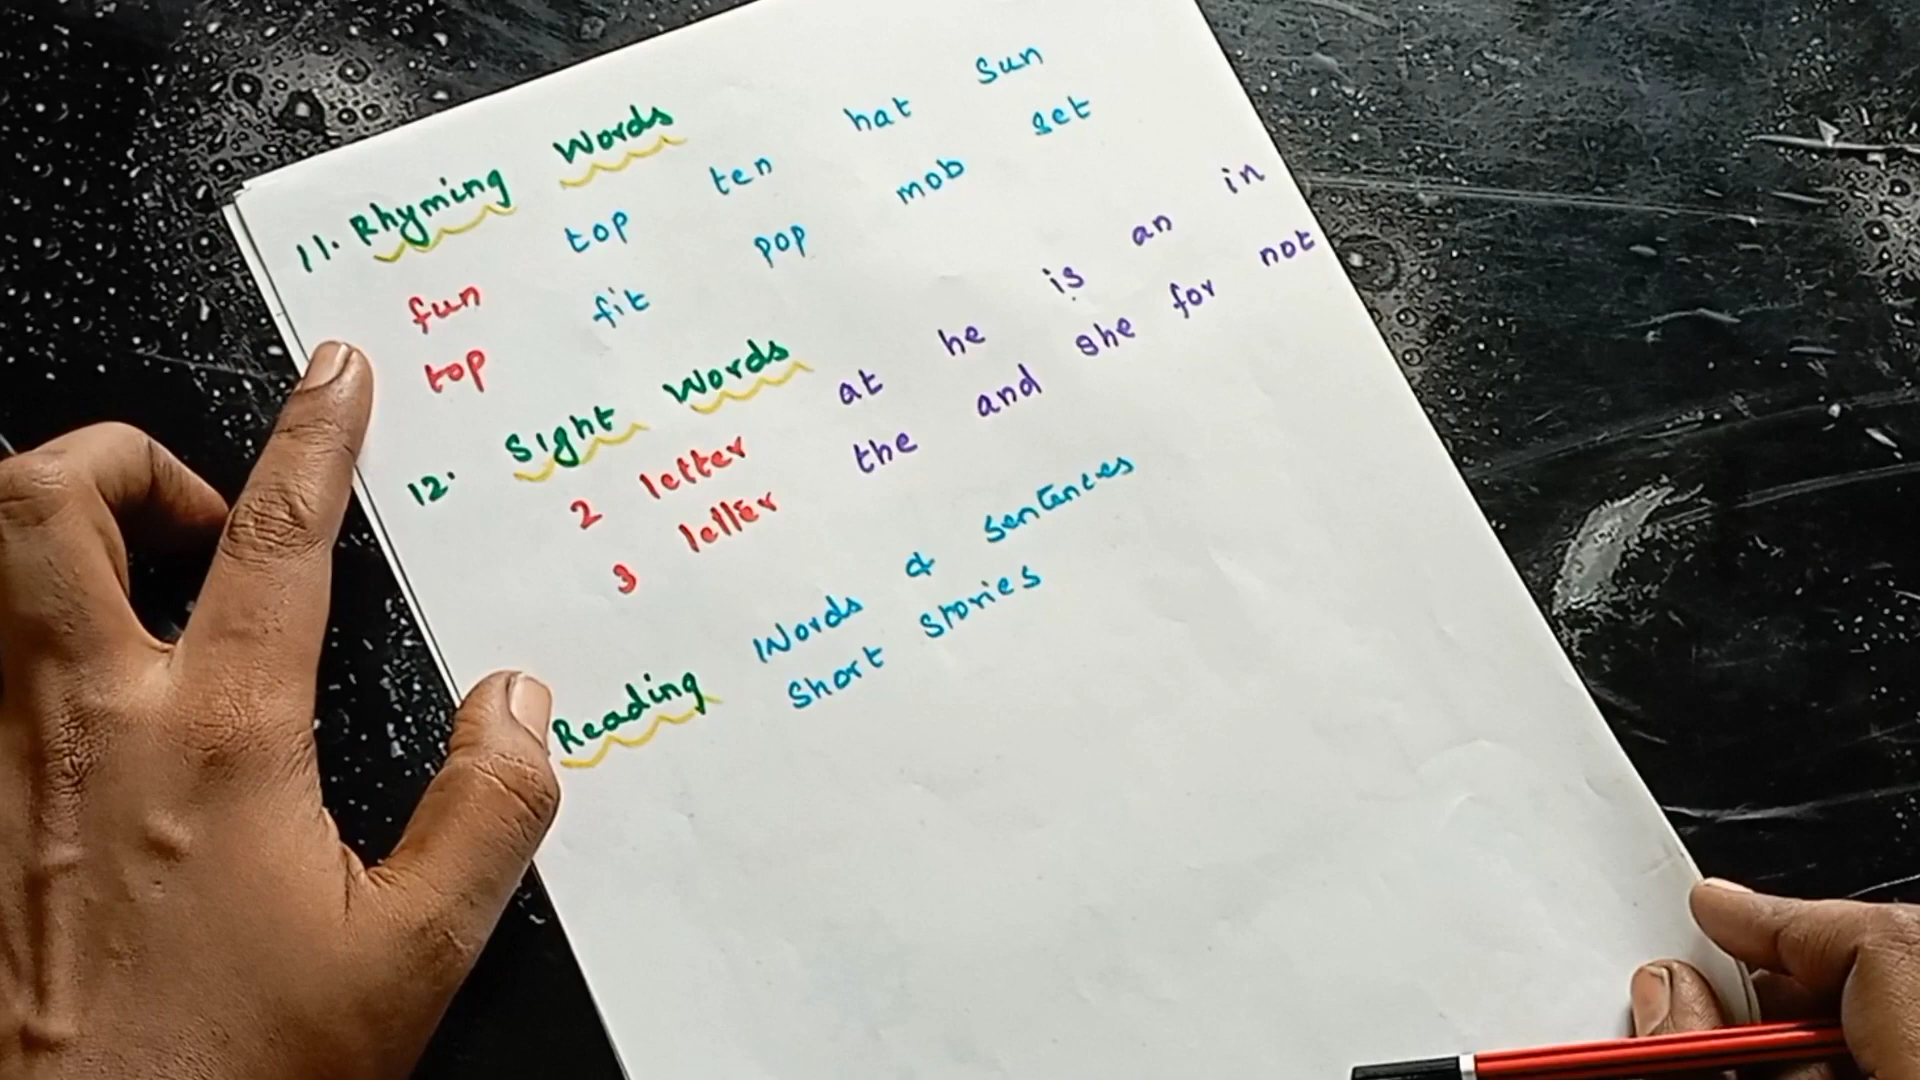 11. Rhyming Words
fun top ten hat sun
top fit pop mob set
12. Sight Words
2 letter at he is an in
3 letter the and she for not
Reading Words & Sentences
Short Stories